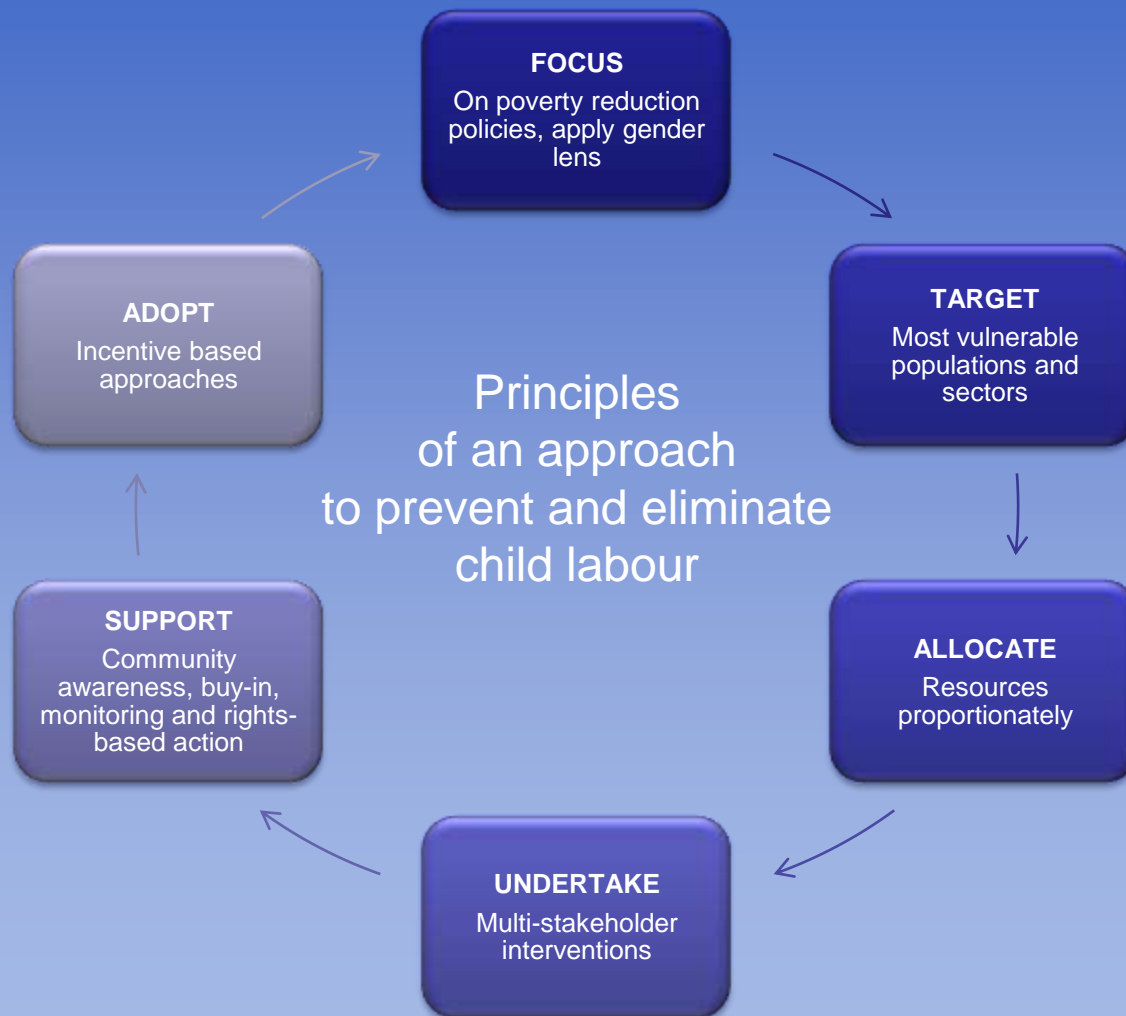 FOCUS
On poverty reduction
policies, apply gender
lens
TARGET
Most vulnerable
populations and
sectors
ALLOCATE
Resources
proportionately
UNDERTAKE
Multi-stakeholder
interventions
SUPPORT
Community
awareness, buy-in,
monitoring and rights-
based action
ADOPT
Incentive based
approaches
Principles
of an approach
to prevent and eliminate
child labour